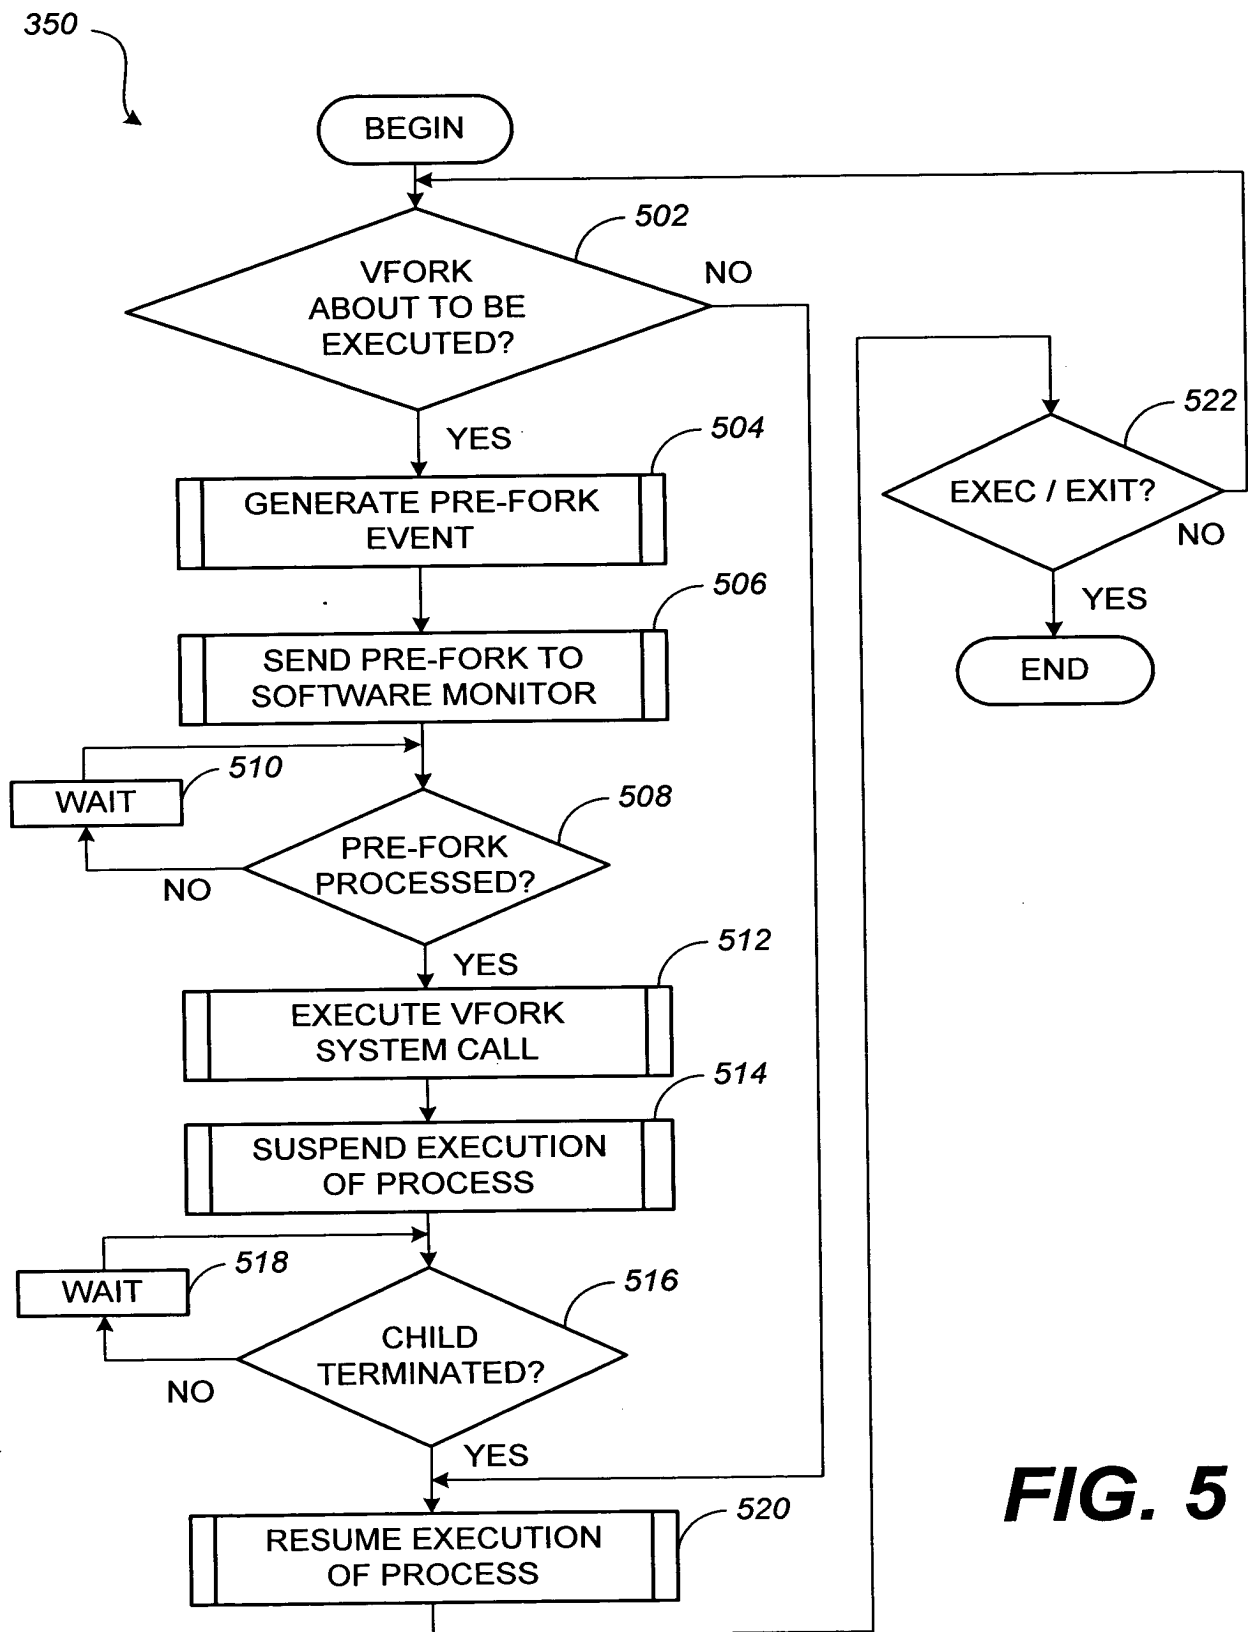 350
BEGIN
502
VFORK
ABOUT TO BE
EXECUTED?
NO
YES
504
GENERATE PRE-FORK
EVENT
506
SEND PRE-FORK TO
SOFTWARE MONITOR
510
WAIT
508
PRE-FORK
PROCESSED?
NO
YES
512
EXECUTE VFORK
SYSTEM CALL
514
SUSPEND EXECUTION
OF PROCESS
518
WAIT
516
CHILD
TERMINATED?
NO
YES
520
RESUME EXECUTION
OF PROCESS
522
EXEC / EXIT?
NO
YES
END
FIG. 5